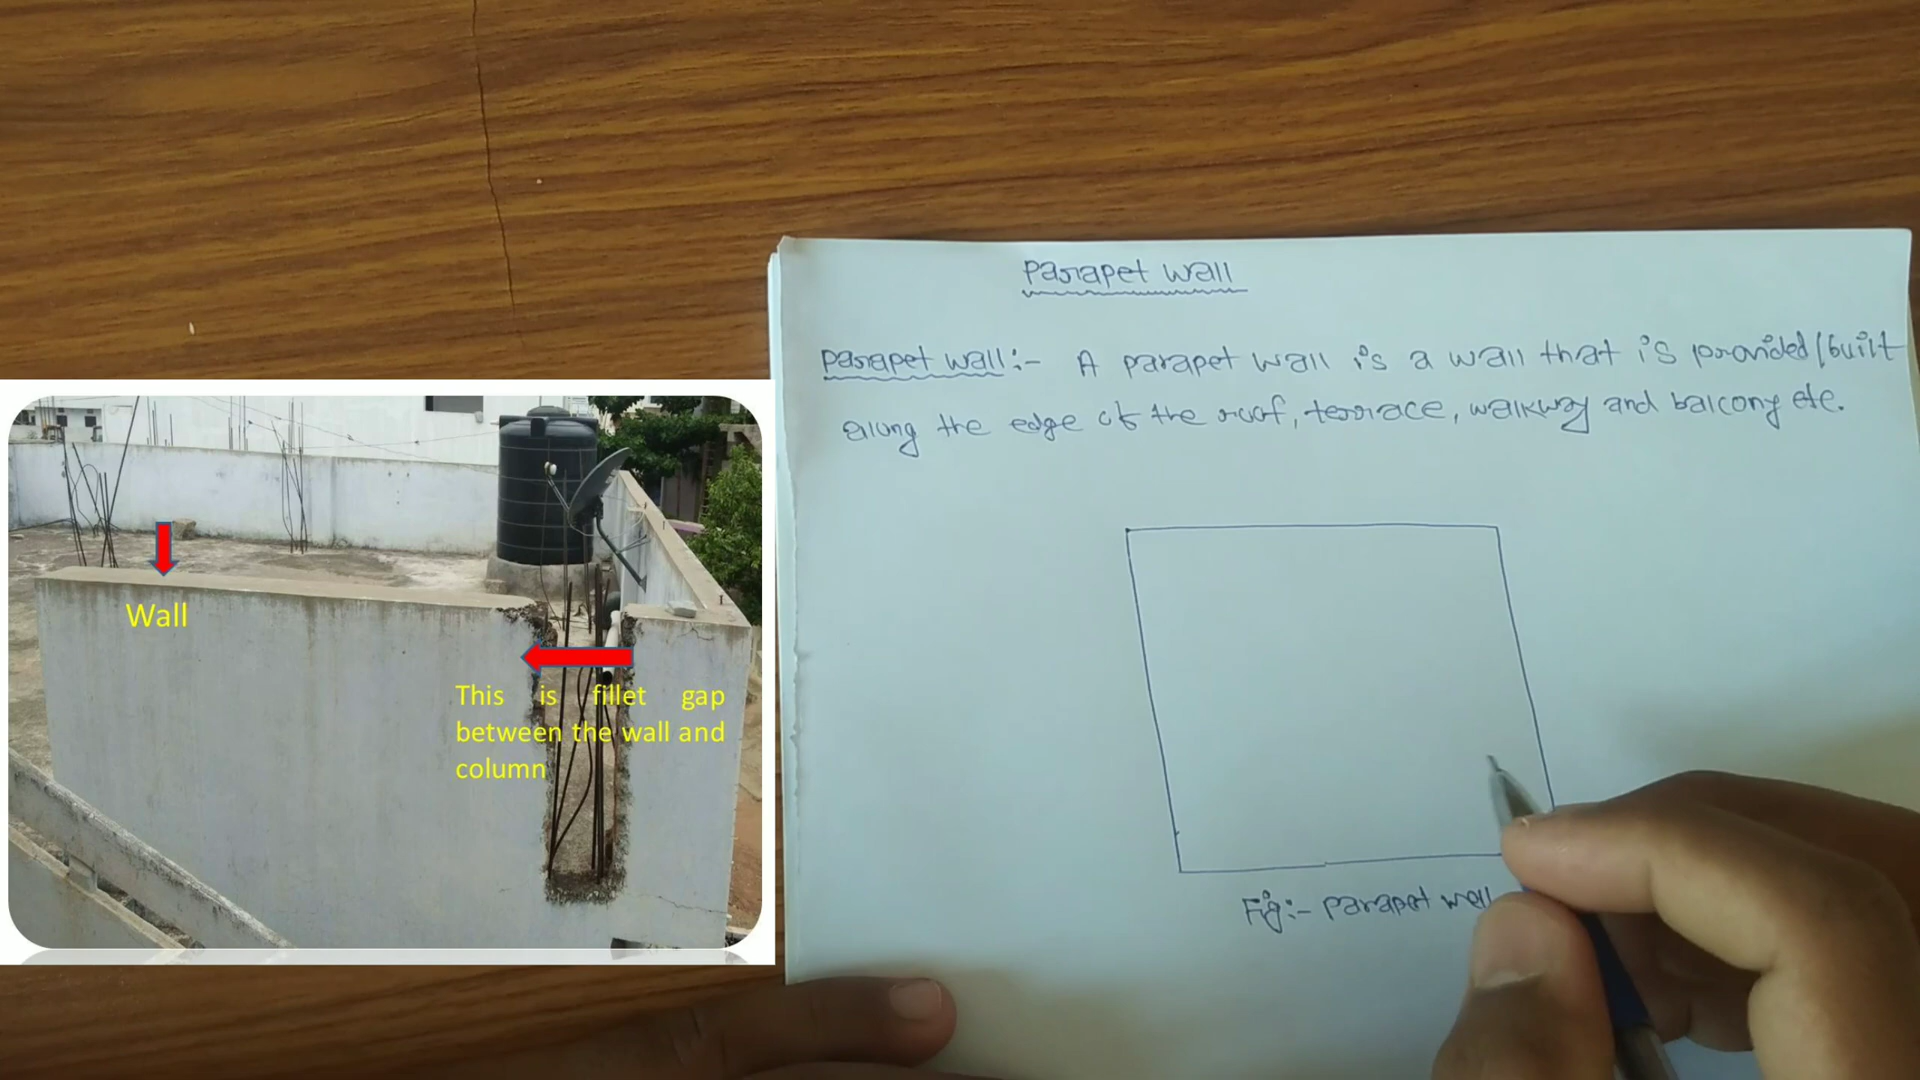 Parapet wall
Parapet wall:- A parapet wall is a wall that is provided/built
along the edge of the roof, terrace, walkway and balcony etc.
Wall
This is fillet gap
between the wall and
column
Fig:- parapet wall